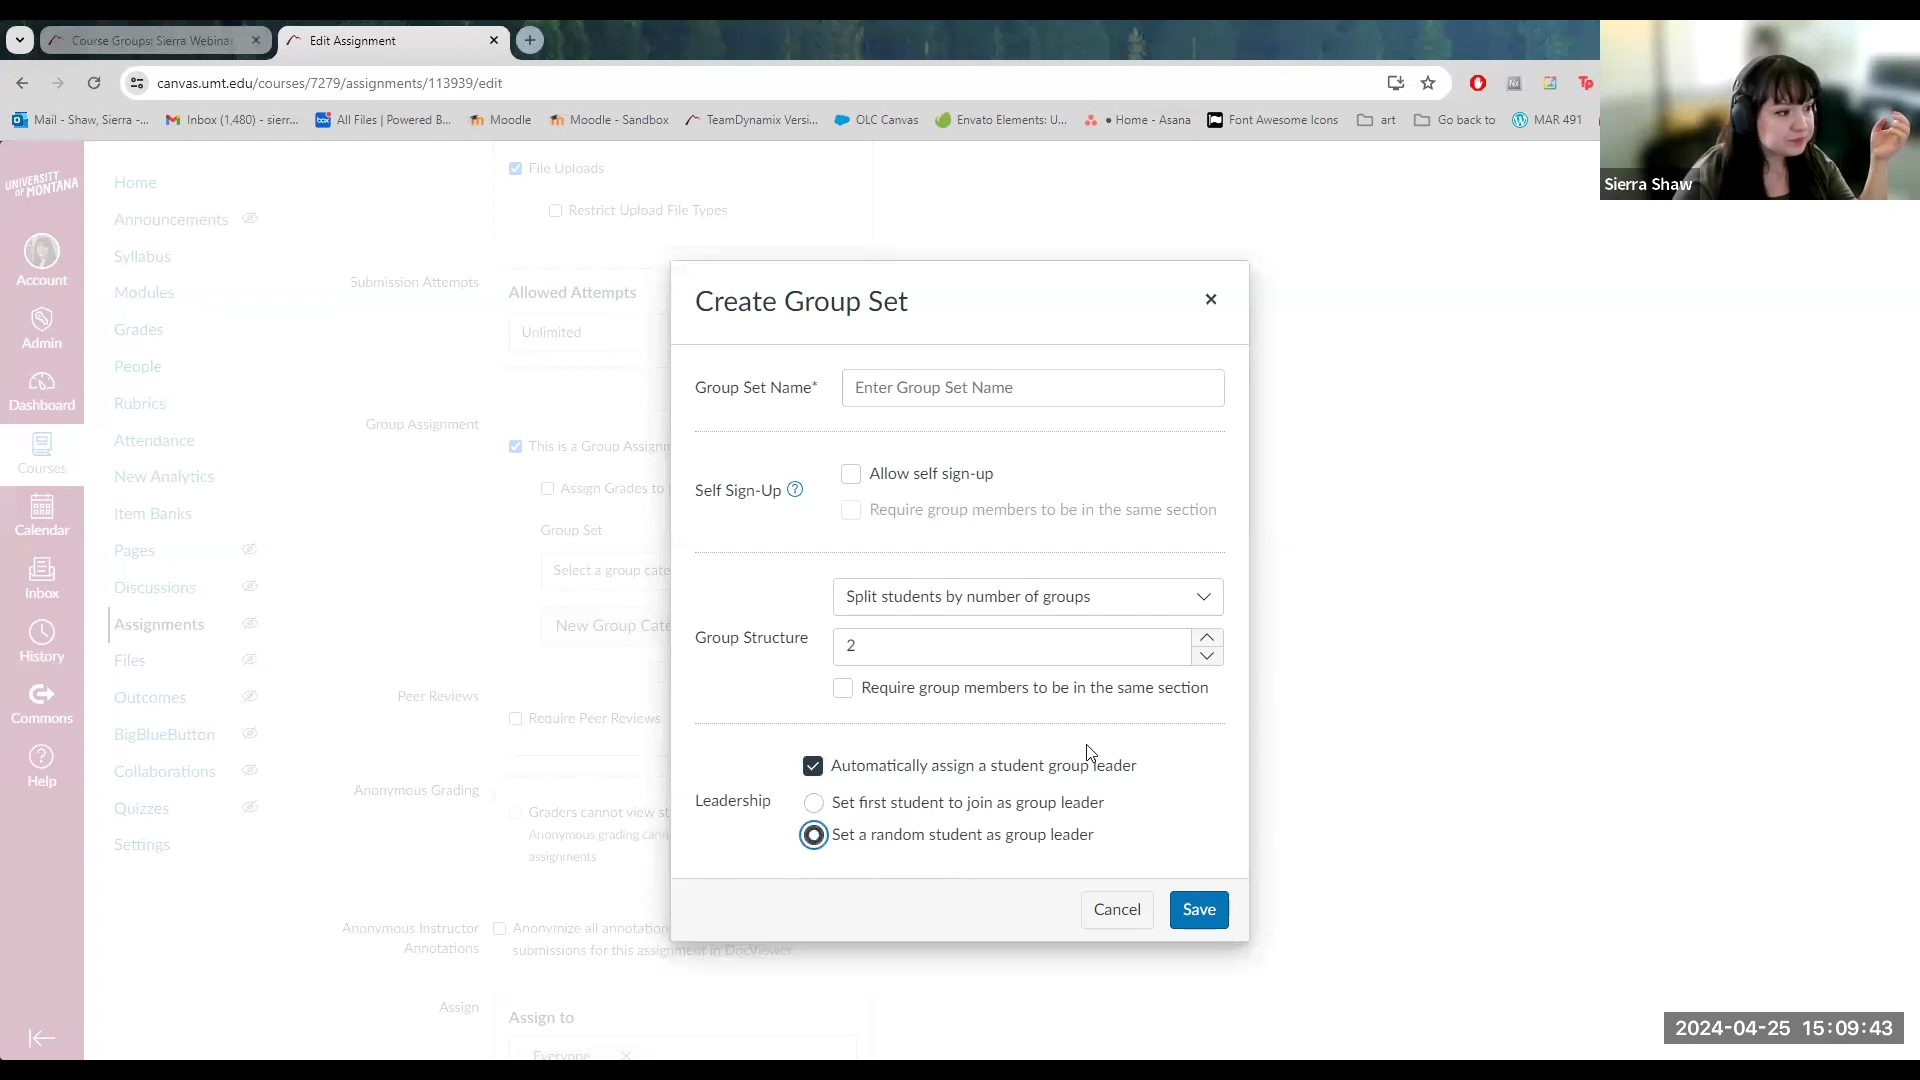 Course Groups: Sierra Webinar
Edit Assignment
canvas.umt.edu/courses/7279/assignments/113939/edit
Mail - Shaw, Sierra -...
Inbox (1,480) - sierr...
All Files | Powered B...
Moodle
Moodle - Sandbox
TeamDynamix Versi...
OLC Canvas
Envato Elements: U...
• Home - Asana
Font Awesome Icons
art
Go back to
MAR 491
Sierra Shaw
UNIVERSITY OF MONTANA
Account
Admin
Dashboard
Courses
Calendar
Inbox
History
Commons
Help
Home
Announcements
Syllabus
Modules
Grades
People
Rubrics
Attendance
New Analytics
Item Banks
Pages
Discussions
Assignments
Files
Outcomes
BigBlueButton
Collaborations
Quizzes
Settings
File Uploads
Restrict Upload File Types
Submission Attempts
Allowed Attempts
Unlimited
Group Assignment
This is a Group Assignm
Assign Grades to
Group Set
Select a group cate
New Group Cate
Peer Reviews
Require Peer Reviews
Anonymous Grading
Graders cannot view st
Anonymous grading cann
assignments
Anonymous Instructor
Annotations
Anonymize all annotation
submissions for this assignment in DocViewer
Assign
Assign to
Everyone
Create Group Set
Group Set Name*
Enter Group Set Name
Self Sign-Up
Allow self sign-up
Require group members to be in the same section
Group Structure
Split students by number of groups
2
Require group members to be in the same section
Leadership
Automatically assign a student group leader
Set first student to join as group leader
Set a random student as group leader
Cancel
Save
2024-04-25 15:09:43